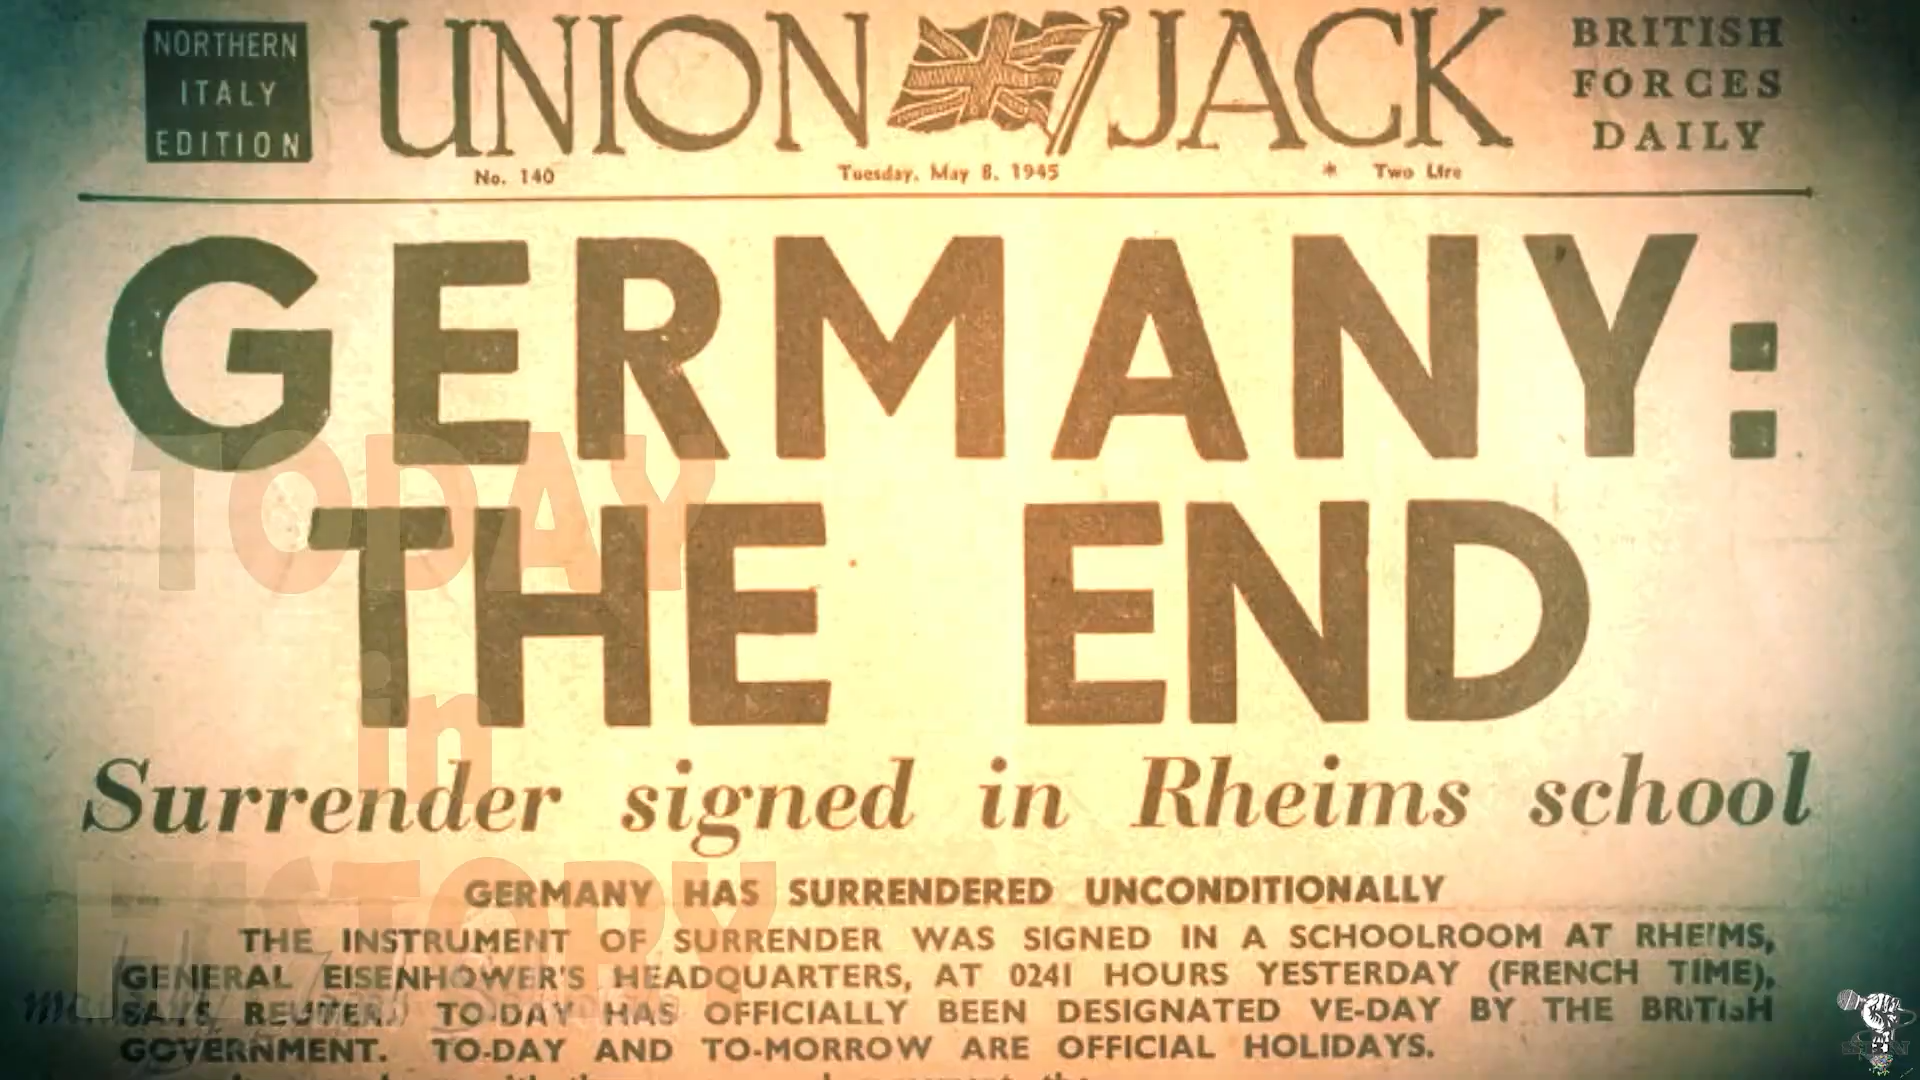 NORTHERN
ITALY
EDITION
UNION JACK
BRITISH
FORCES
DAILY
No. 140
Tuesday, May 8, 1945
* Two Lire
GERMANY:
THE END
Surrender signed in Rheims school
GERMANY HAS SURRENDERED UNCONDITIONALLY
THE INSTRUMENT OF SURRENDER WAS SIGNED IN A SCHOOLROOM AT RHEIMS,
GENERAL EISENHOWER'S HEADQUARTERS, AT 0241 HOURS YESTERDAY (FRENCH TIME),
SAYS REUTER. TO-DAY HAS OFFICIALLY BEEN DESIGNATED VE-DAY BY THE BRITISH
GOVERNMENT. TO-DAY AND TO-MORROW ARE OFFICIAL HOLIDAYS.
TODAY
in
HISTORY